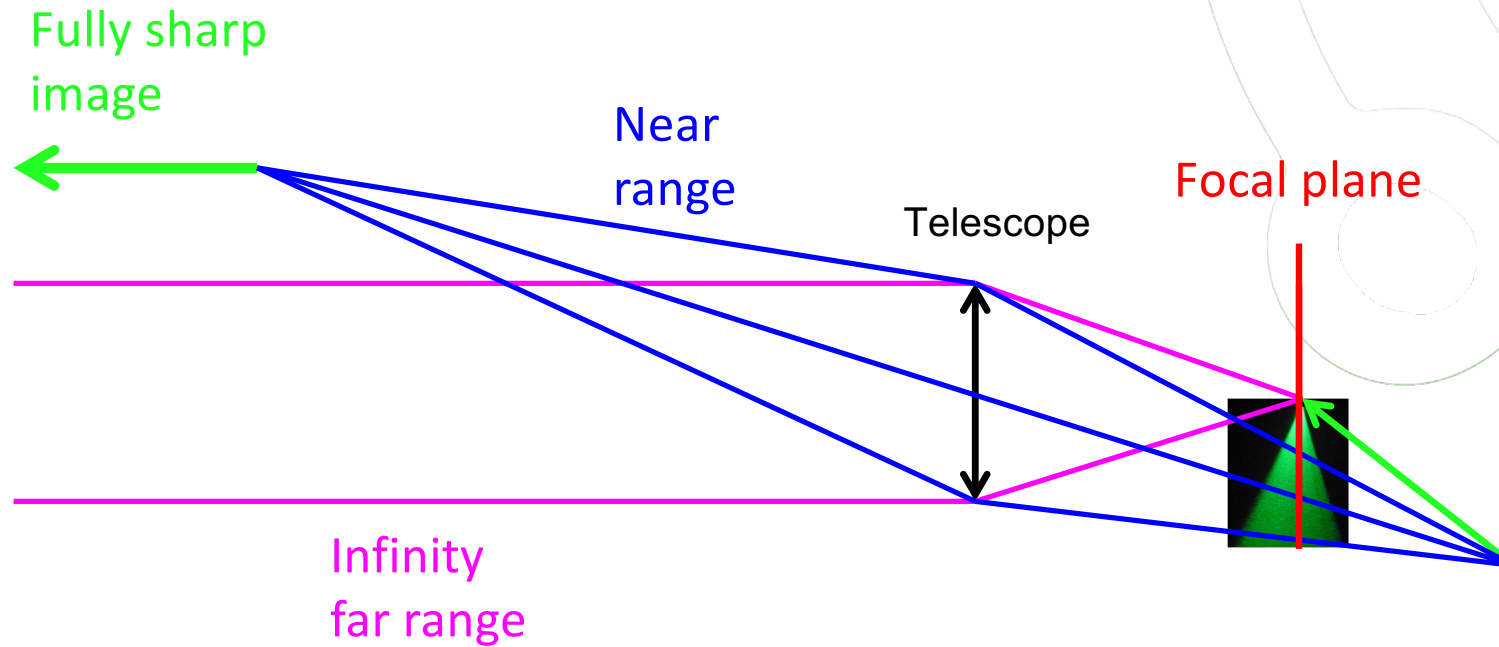 Fully sharp
image
Near
range
Telescope
Focal plane
Infinity
far range